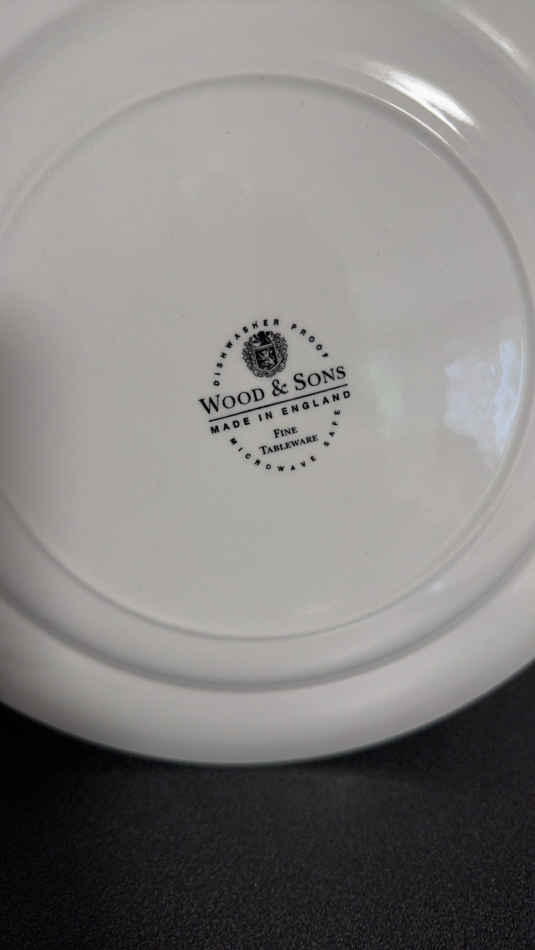 DISHWASHER PROOF
WOOD & SONS
MADE IN ENGLAND
FINE
TABLEWARE
MICROWAVE SAFE